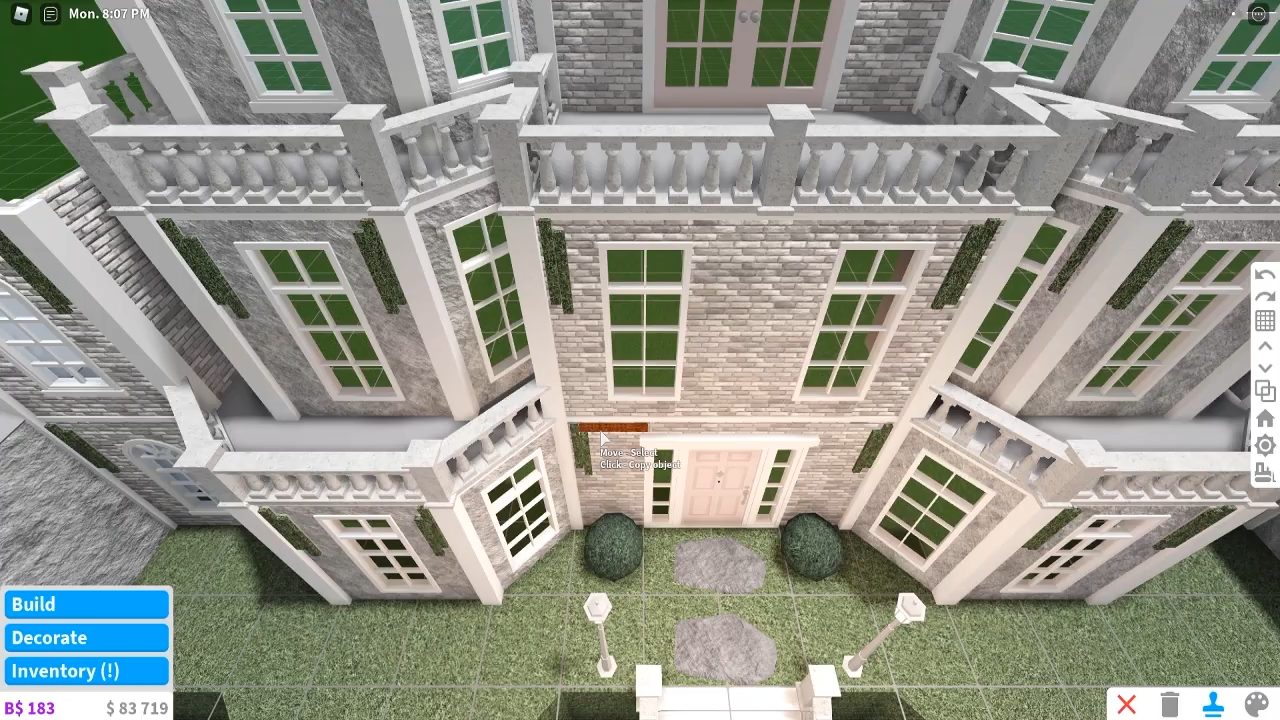 Mon. 8:07 PM
Move - Select
Click - Copy object
Build
Decorate
Inventory (!)
B$ 183 $ 83 719